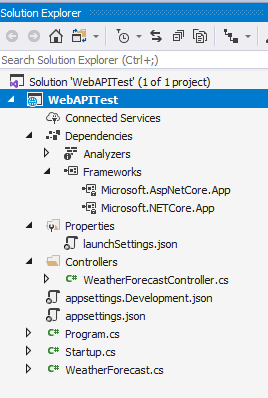 Solution Explorer
Search Solution Explorer (Ctrl+;)
Solution 'WebAPITest' (1 of 1 project)
WebAPITest
Connected Services
Dependencies
Analyzers
Frameworks
Microsoft.AspNetCore.App
Microsoft.NETCore.App
Properties
launchSettings.json
Controllers
C# WeatherForecastController.cs
appsettings.Development.json
appsettings.json
C# Program.cs
C# Startup.cs
C# WeatherForecast.cs